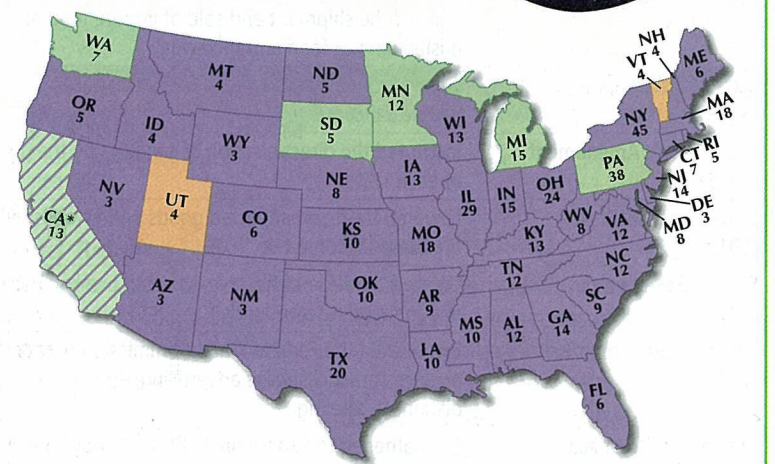 WA
7
OR
5
CA*
13
ID
4
NV
3
MT
4
WY
3
UT
4
AZ
3
CO
6
NM
3
ND
5
SD
5
NE
8
KS
10
OK
10
TX
20
MN
12
IA
13
MO
18
AR
9
LA
10
WI
13
IL
29
MS
10
MI
15
IN
15
OH
24
KY
13
TN
12
AL
12
GA
14
FL
6
SC
9
NC
12
VA
12
WV
8
PA
38
NY
45
VT
4
NH
4
ME
6
MA
18
RI
5
CT
7
NJ
14
DE
3
MD
8